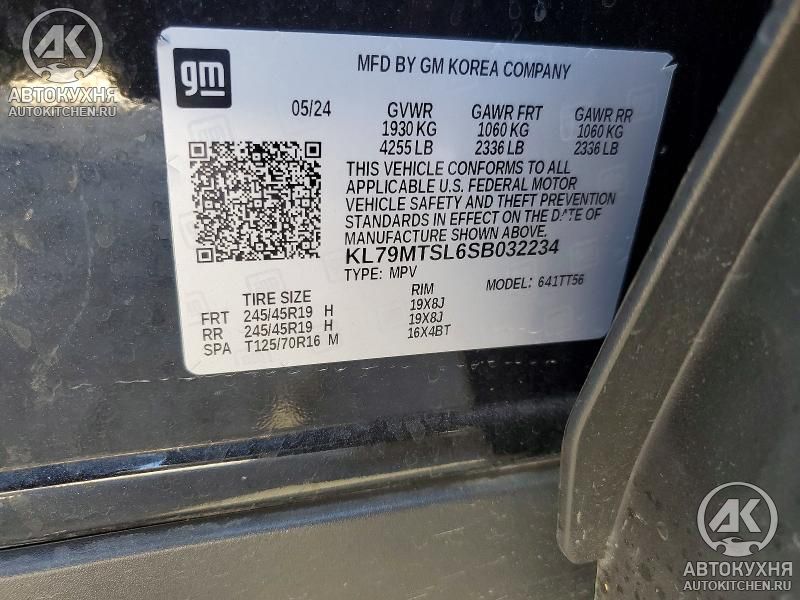 АК
АВТОКУХНЯ
AUTOKITCHEN.RU
gm
MFD BY GM KOREA COMPANY
05/24 GVWR GAWR FRT GAWR RR
1930 KG 1060 KG 1060 KG
4255 LB 2336 LB 2336 LB
THIS VEHICLE CONFORMS TO ALL
APPLICABLE U.S. FEDERAL MOTOR
VEHICLE SAFETY AND THEFT PREVENTION
STANDARDS IN EFFECT ON THE DATE OF
MANUFACTURE SHOWN ABOVE.
KL79MTSL6SB032234
TYPE: MPV MODEL: 641TT56
TIRE SIZE RIM
FRT 245/45R19 H 19X8J
RR 245/45R19 H 19X8J
SPA T125/70R16 M 16X4BT
АК
АВТОКУХНЯ
AUTOKITCHEN.RU